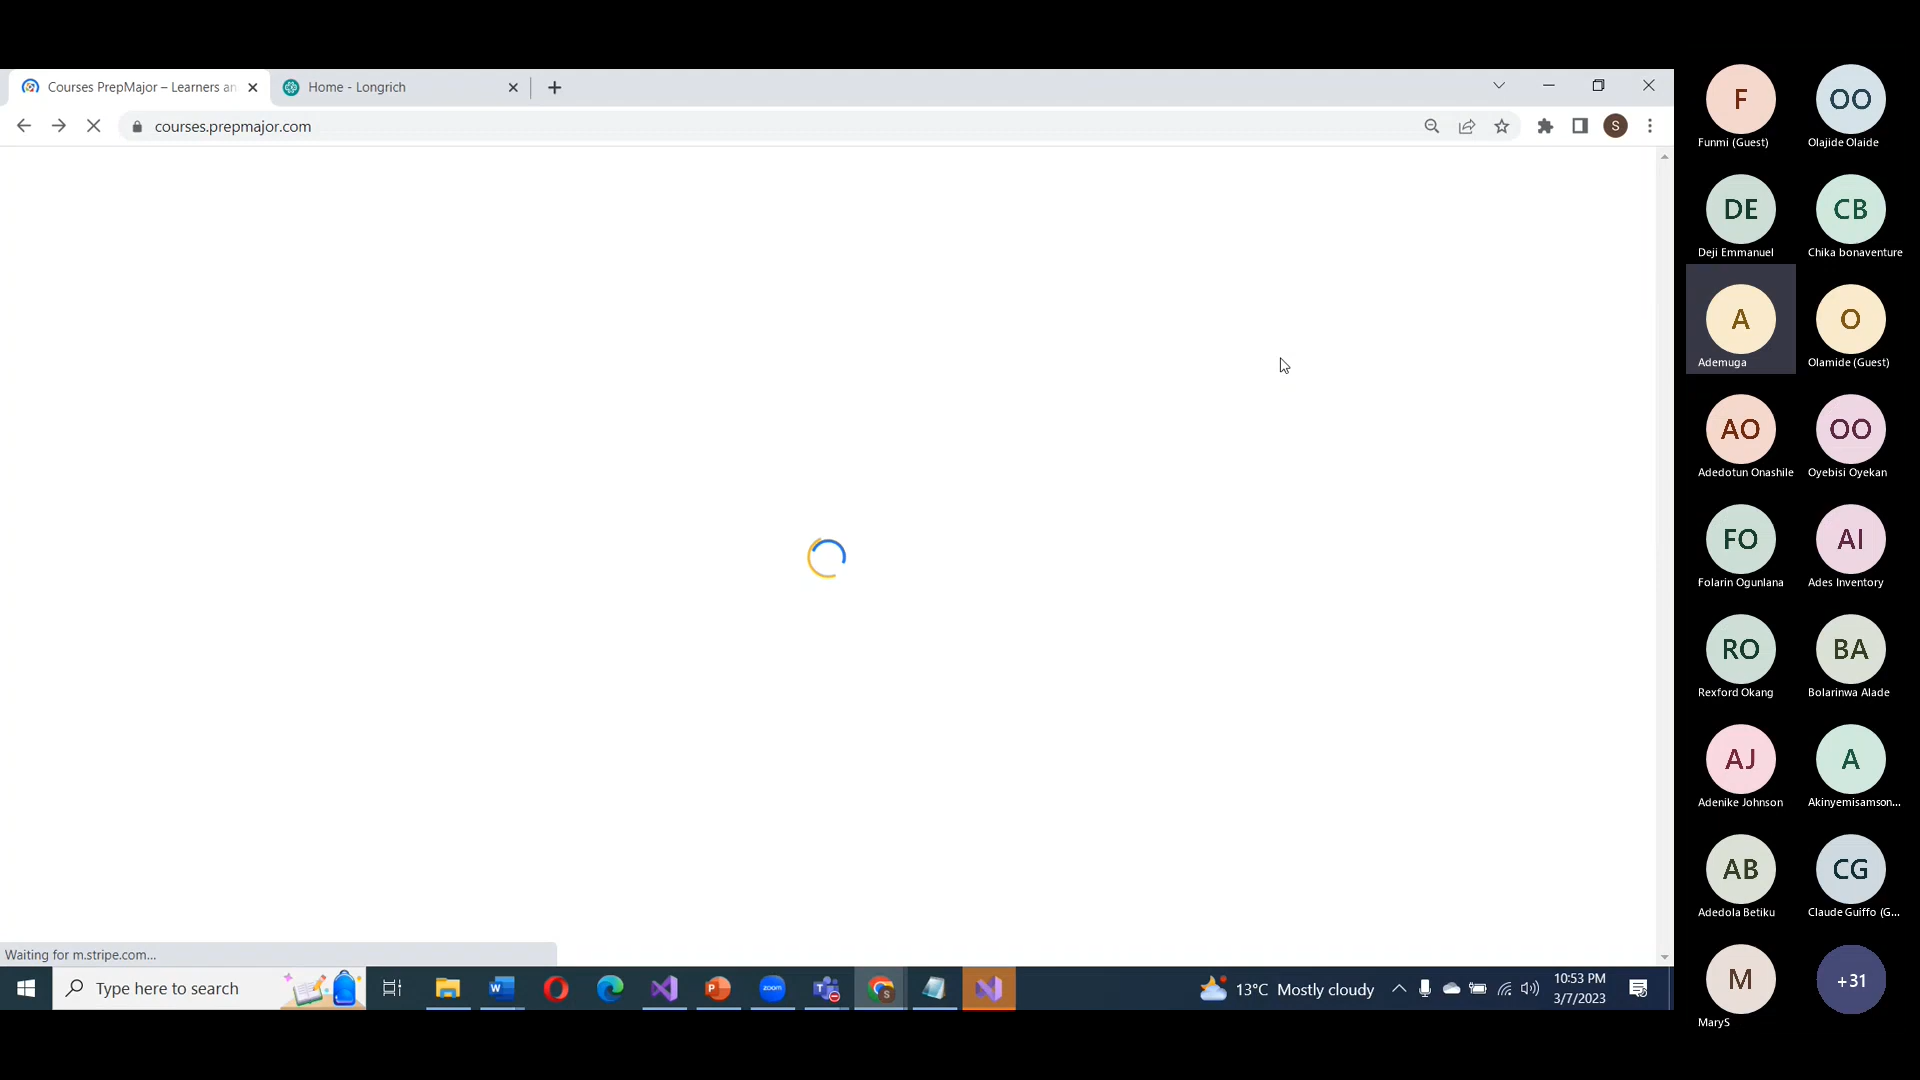 Courses PrepMajor – Learners an
Home - Longrich
courses.prepmajor.com
S
Waiting for m.stripe.com...
Type here to search
W
P
zoom
T
S
13°C Mostly cloudy
10:53 PM
3/7/2023
F
OO
Funmi (Guest)
Olajide Olaide
DE
CB
Deji Emmanuel
Chika bonaventure
A
O
Ademuga
Olamide (Guest)
AO
OO
Adedotun Onashile
Oyebisi Oyekan
FO
AI
Folarin Ogunlana
Ades Inventory
RO
BA
Rexford Okang
Bolarinwa Alade
AJ
A
Adenike Johnson
Akinyemisamson...
AB
CG
Adedola Betiku
Claude Guiffo (G...
M
+31
MaryS